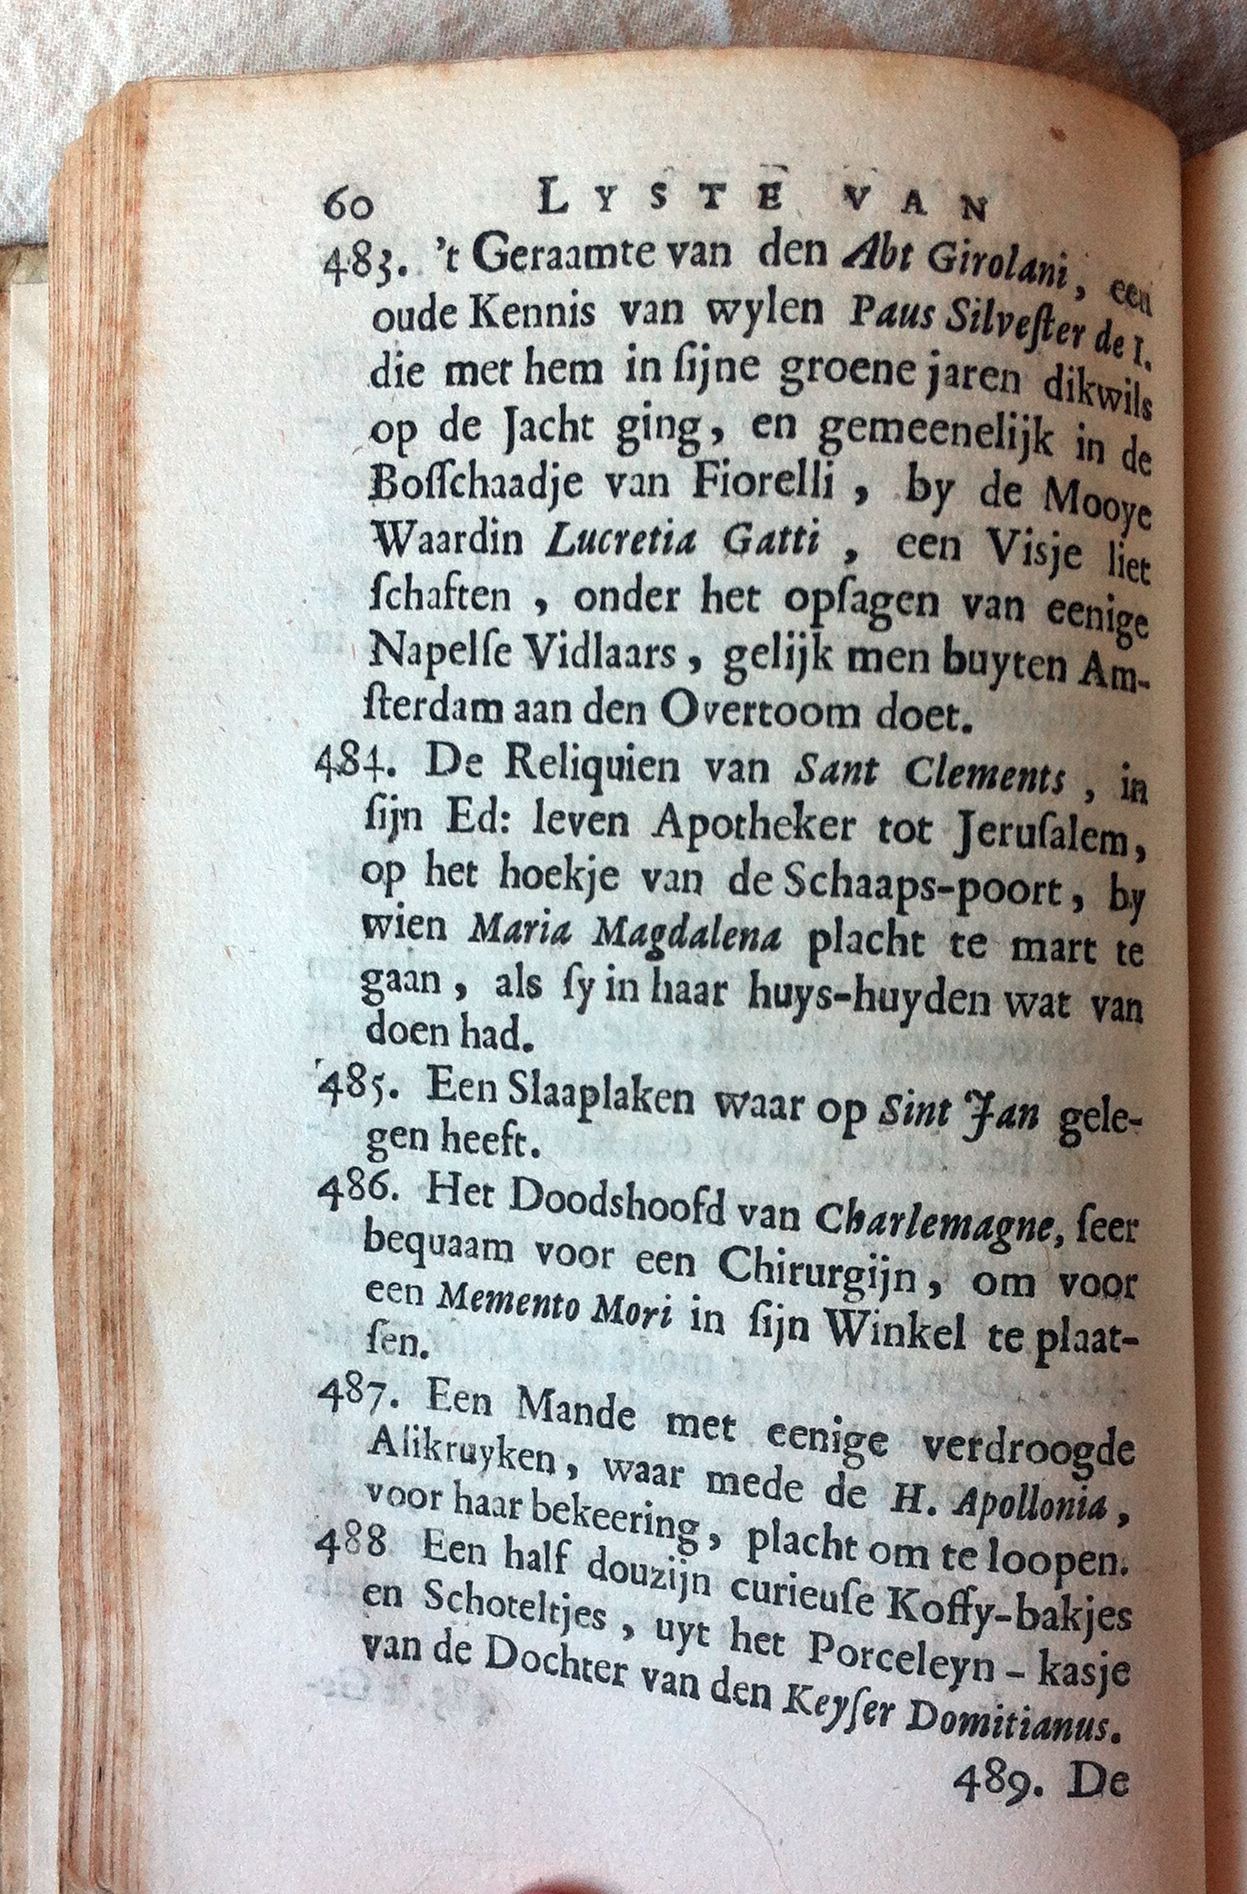 60 LYSTE VAN
483. 't Geraamte van den Abt Girolani, een
oude Kennis van wylen Paus Silveſter de I.
die met hem in ſijne groene jaren dikwils
op de Jacht ging, en gemeenelijk in de
Boſſchaadje van Fiorelli, by de Mooye
Waardin Lucretia Gatti, een Visje liet
ſchaften, onder het opſagen van eenige
Napelſe Vidlaars, gelijk men buyten Am-
ſterdam aan den Overtoom doet.
484. De Reliquien van Sant Clements, in
ſijn Ed: leven Apotheker tot Jeruſalem,
op het hoekje van de Schaaps-poort, by
wien Maria Magdalena placht te mart te
gaan, als ſy in haar huys-huyden wat van
doen had.
485. Een Slaaplaken waar op Sint Jan gele-
gen heeft.
486. Het Doodshoofd van Charlemagne, ſeer
bequaam voor een Chirurgijn, om voor
een Memento Mori in ſijn Winkel te plaat-
ſen.
487. Een Mande met eenige verdroogde
Alikruyken, waar mede de H. Apollonia,
voor haar bekeering, placht om te loopen.
488 Een half douzijn curieuſe Koffy-bakjes
en Schoteltjes, uyt het Porceleyn-kasje
van de Dochter van den Keyſer Domitianus.
489. De